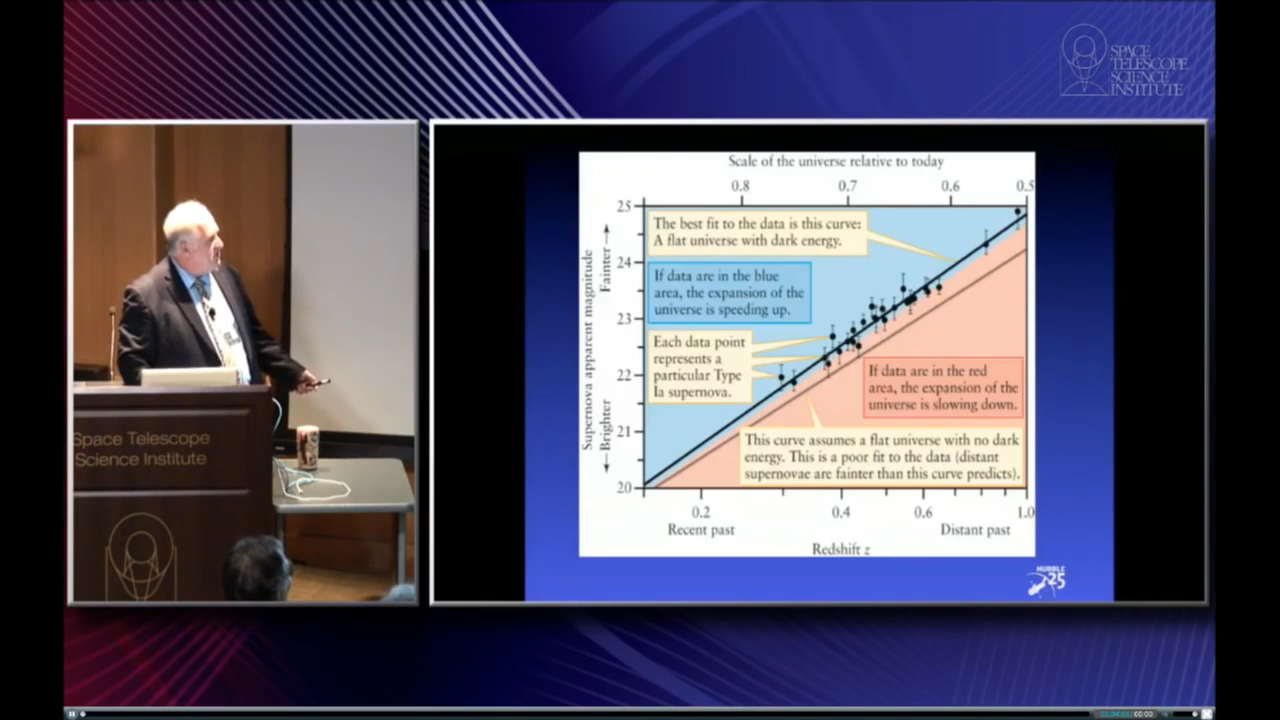 SPACE
TELESCOPE
SCIENCE
INSTITUTE
Space Telescope
Science Institute
Scale of the universe relative to today
0.8 0.7 0.6 0.5
25
24
23
22
21
20
Supernova apparent magnitude
Fainter
Brighter
The best fit to the data is this curve:
A flat universe with dark energy.
If data are in the blue
area, the expansion of the
universe is speeding up.
Each data point
represents a
particular Type
Ia supernova.
If data are in the red
area, the expansion of the
universe is slowing down.
This curve assumes a flat universe with no dark
energy. This is a poor fit to the data (distant
supernovae are fainter than this curve predicts).
0.2 0.4 0.6 1.0
Recent past Distant past
Redshift z
HUBBLE
25